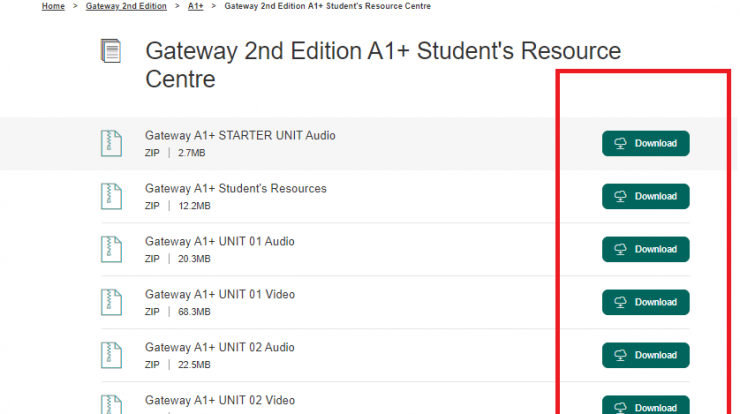 Home > Gateway 2nd Edition > A1+ > Gateway 2nd Edition A1+ Student's Resource Centre
Gateway 2nd Edition A1+ Student's Resource
Centre
Gateway A1+ STARTER UNIT Audio
ZIP | 2.7MB
Download
Gateway A1+ Student's Resources
ZIP | 12.2MB
Download
Gateway A1+ UNIT 01 Audio
ZIP | 20.3MB
Download
Gateway A1+ UNIT 01 Video
ZIP | 68.3MB
Download
Gateway A1+ UNIT 02 Audio
ZIP | 22.5MB
Download
Gateway A1+ UNIT 02 Video
Download